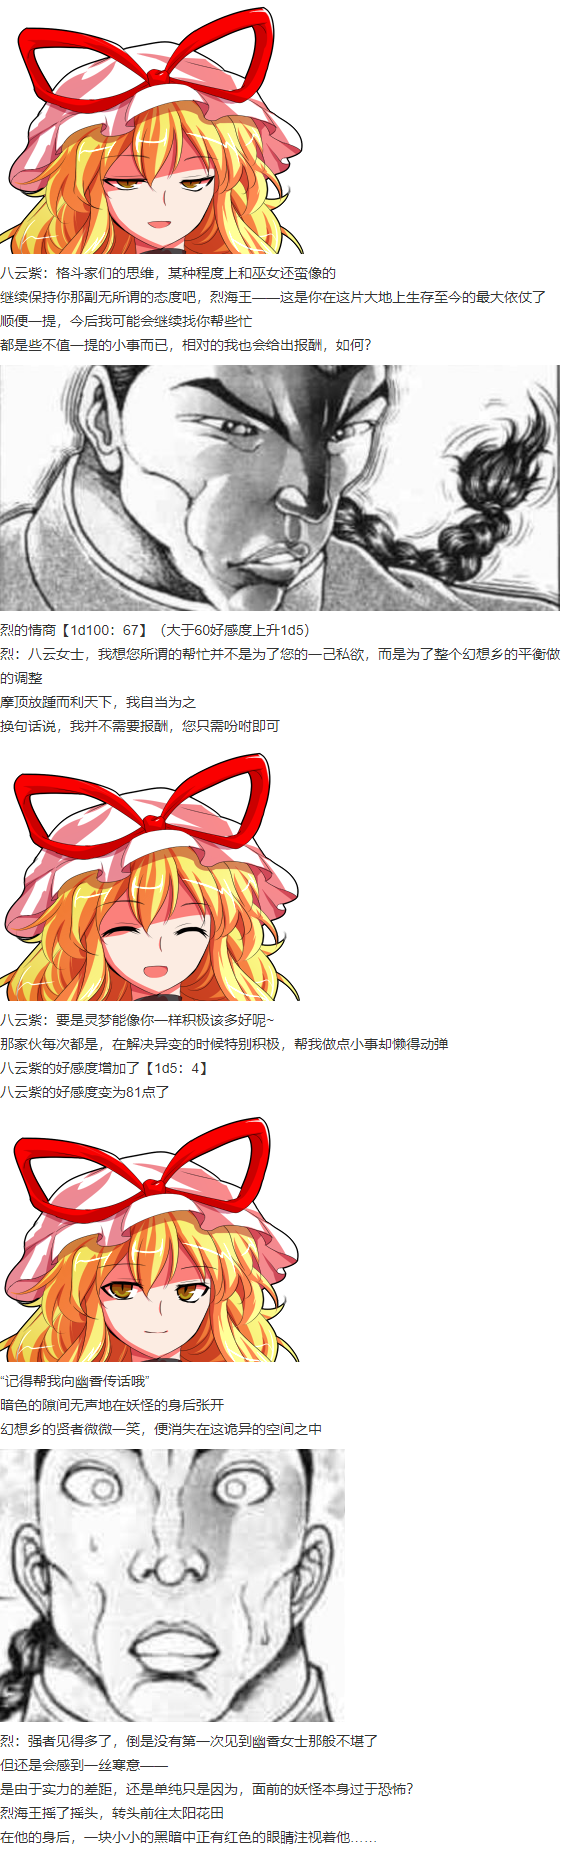 八云紫：格斗家们的思维，某种程度上和巫女还蛮像的
继续保持你那副无所谓的态度吧，烈海王——这是你在这片大地上生存至今的最大依仗了
顺便一提，今后我可能会继续找你帮些忙
都是些不值一提的小事而已，相对的我也会给出报酬，如何？
烈的情商【1d100：67】（大于60好感度上升1d5）
烈：八云女士，我想您所谓的帮忙并不是为了您的一己私欲，而是为了整个幻想乡的平衡做
的调整
摩顶放踵而利天下，我自当为之
换句话说，我并不需要报酬，您只需吩咐即可
八云紫：要是灵梦能像你一样积极该多好呢~
那家伙每次都是，在解决异变的时候特别积极，帮我做点小事却懒得动弹
八云紫的好感度增加了【1d5：4】
八云紫的好感度变为81点了
“记得帮我向幽香传话哦”
暗色的隙间无声地在妖怪的身后张开
幻想乡的贤者微微一笑，便消失在这诡异的空间之中
烈：强者见得多了，倒是没有第一次见到幽香女士那般不堪了
但还是会感到一丝寒意——
是由于实力的差距，还是单纯只是因为，面前的妖怪本身过于恐怖？
烈海王摇了摇头，转头前往太阳花田
在他的身后，一块小小的黑暗中正有红色的眼睛注视着他……